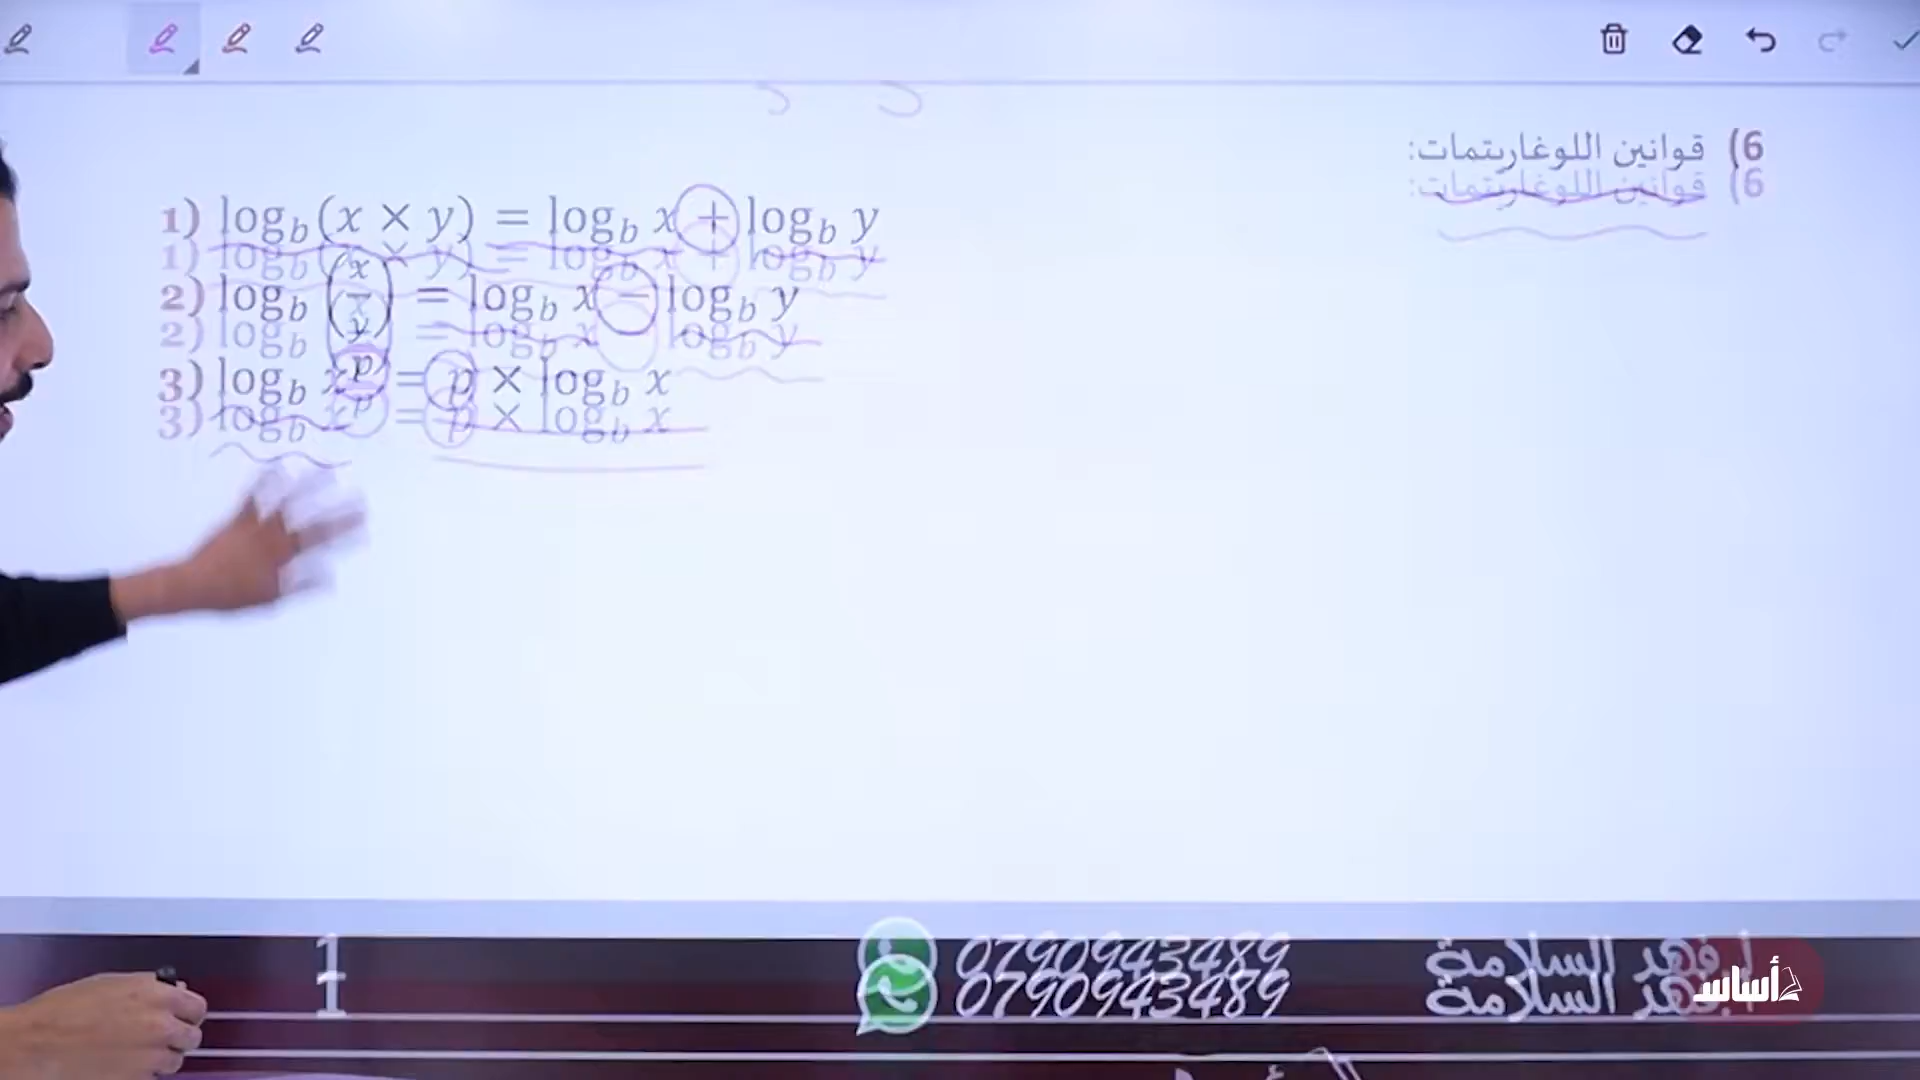 6) قوانين اللوغاريتمات:
1) log_b (x × y) = log_b x + log_b y
2) log_b (x/y) = log_b x − log_b y
3) log_b x^p = p × log_b x
1
0790943489
أ.فهد السلامة
أساس